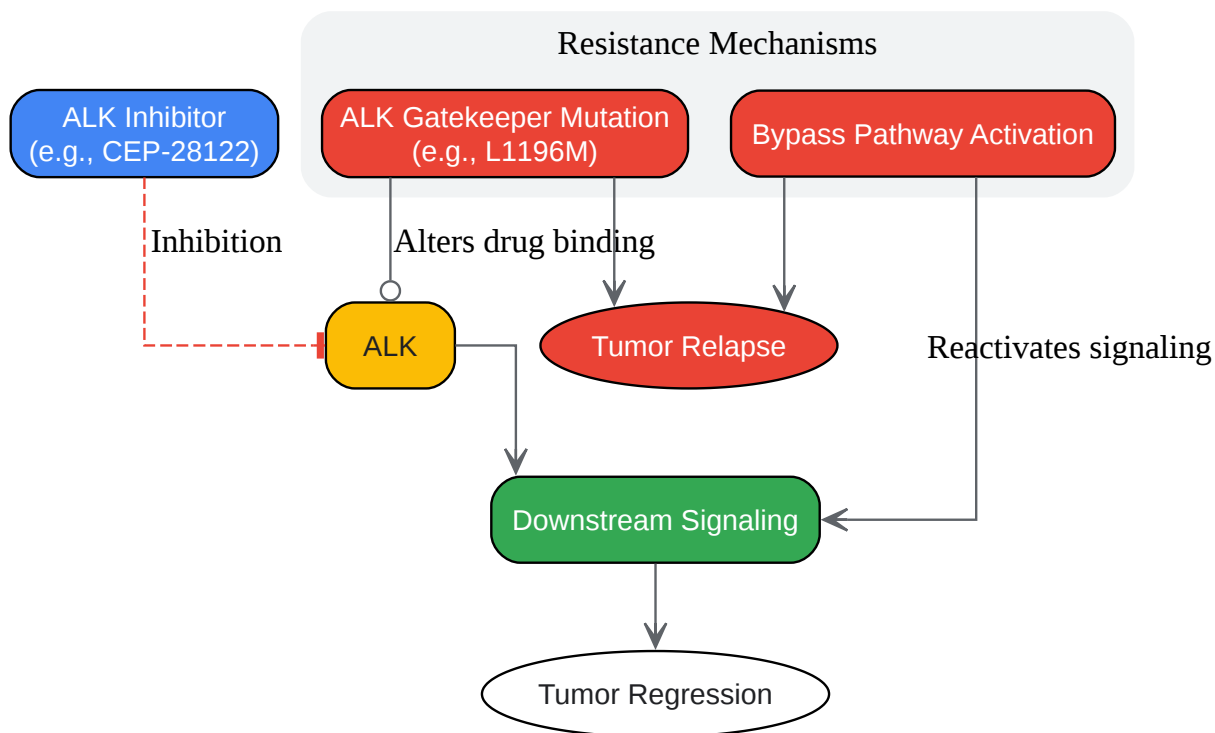 Resistance Mechanisms
ALK Inhibitor
(e.g., CEP-28122)
ALK Gatekeeper Mutation
(e.g., L1196M)
Bypass Pathway Activation
Inhibition
Alters drug binding
ALK
Tumor Relapse
Reactivates signaling
Downstream Signaling
Tumor Regression